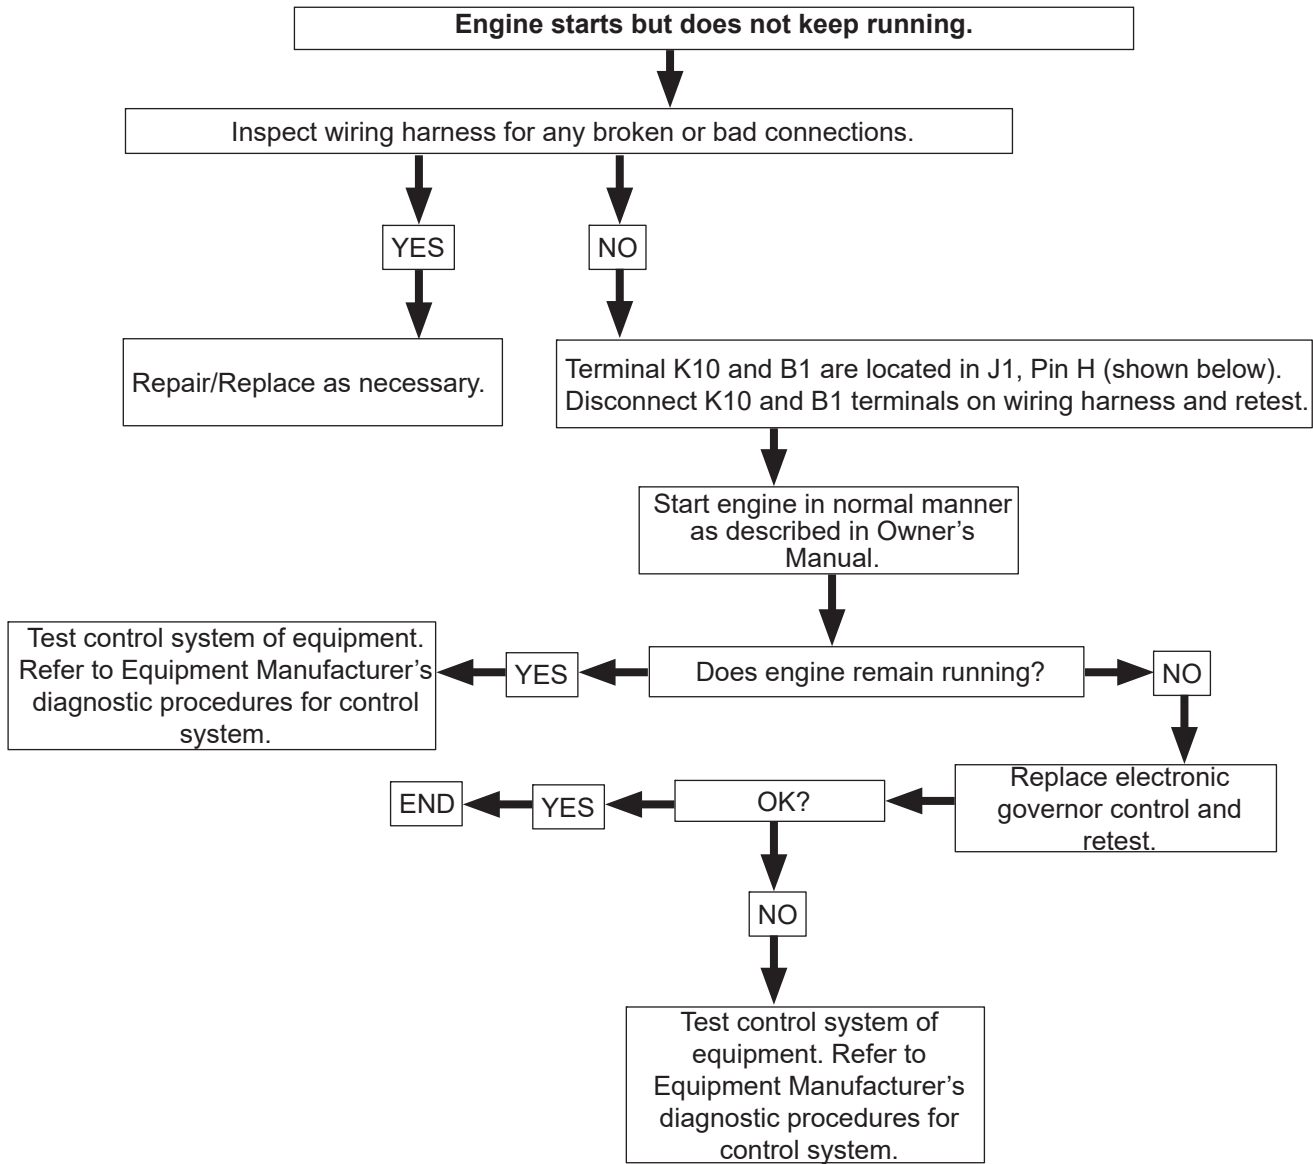 Engine starts but does not keep running.
Inspect wiring harness for any broken or bad connections.
YES
NO
Repair/Replace as necessary.
Terminal K10 and B1 are located in J1, Pin H (shown below).
Disconnect K10 and B1 terminals on wiring harness and retest.
Start engine in normal manner
as described in Owner’s
Manual.
Test control system of equipment.
Refer to Equipment Manufacturer’s
diagnostic procedures for control
system.
YES
Does engine remain running?
NO
END
YES
OK?
Replace electronic
governor control and
retest.
NO
Test control system of
equipment. Refer to
Equipment Manufacturer’s
diagnostic procedures for
control system.